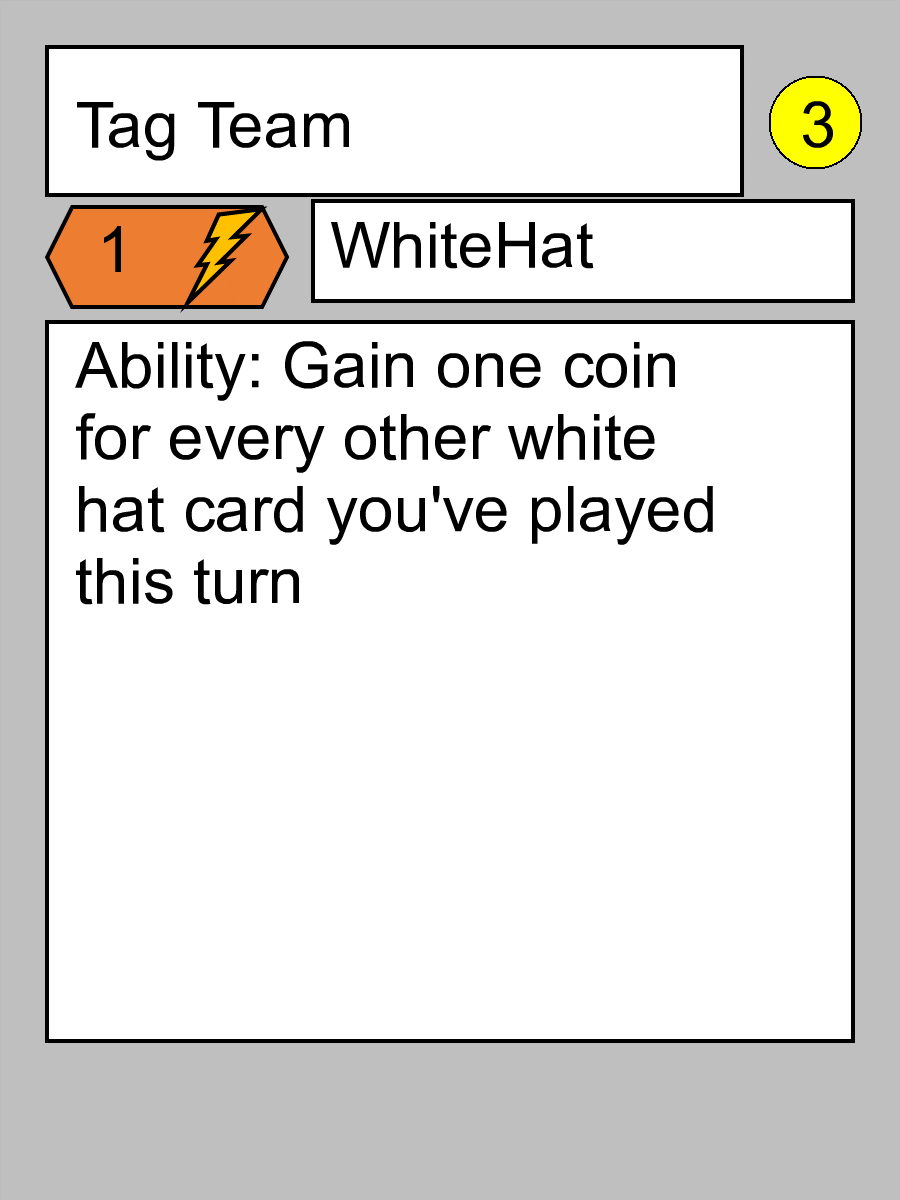 Tag Team
3
1
WhiteHat
Ability: Gain one coin
for every other white
hat card you've played
this turn